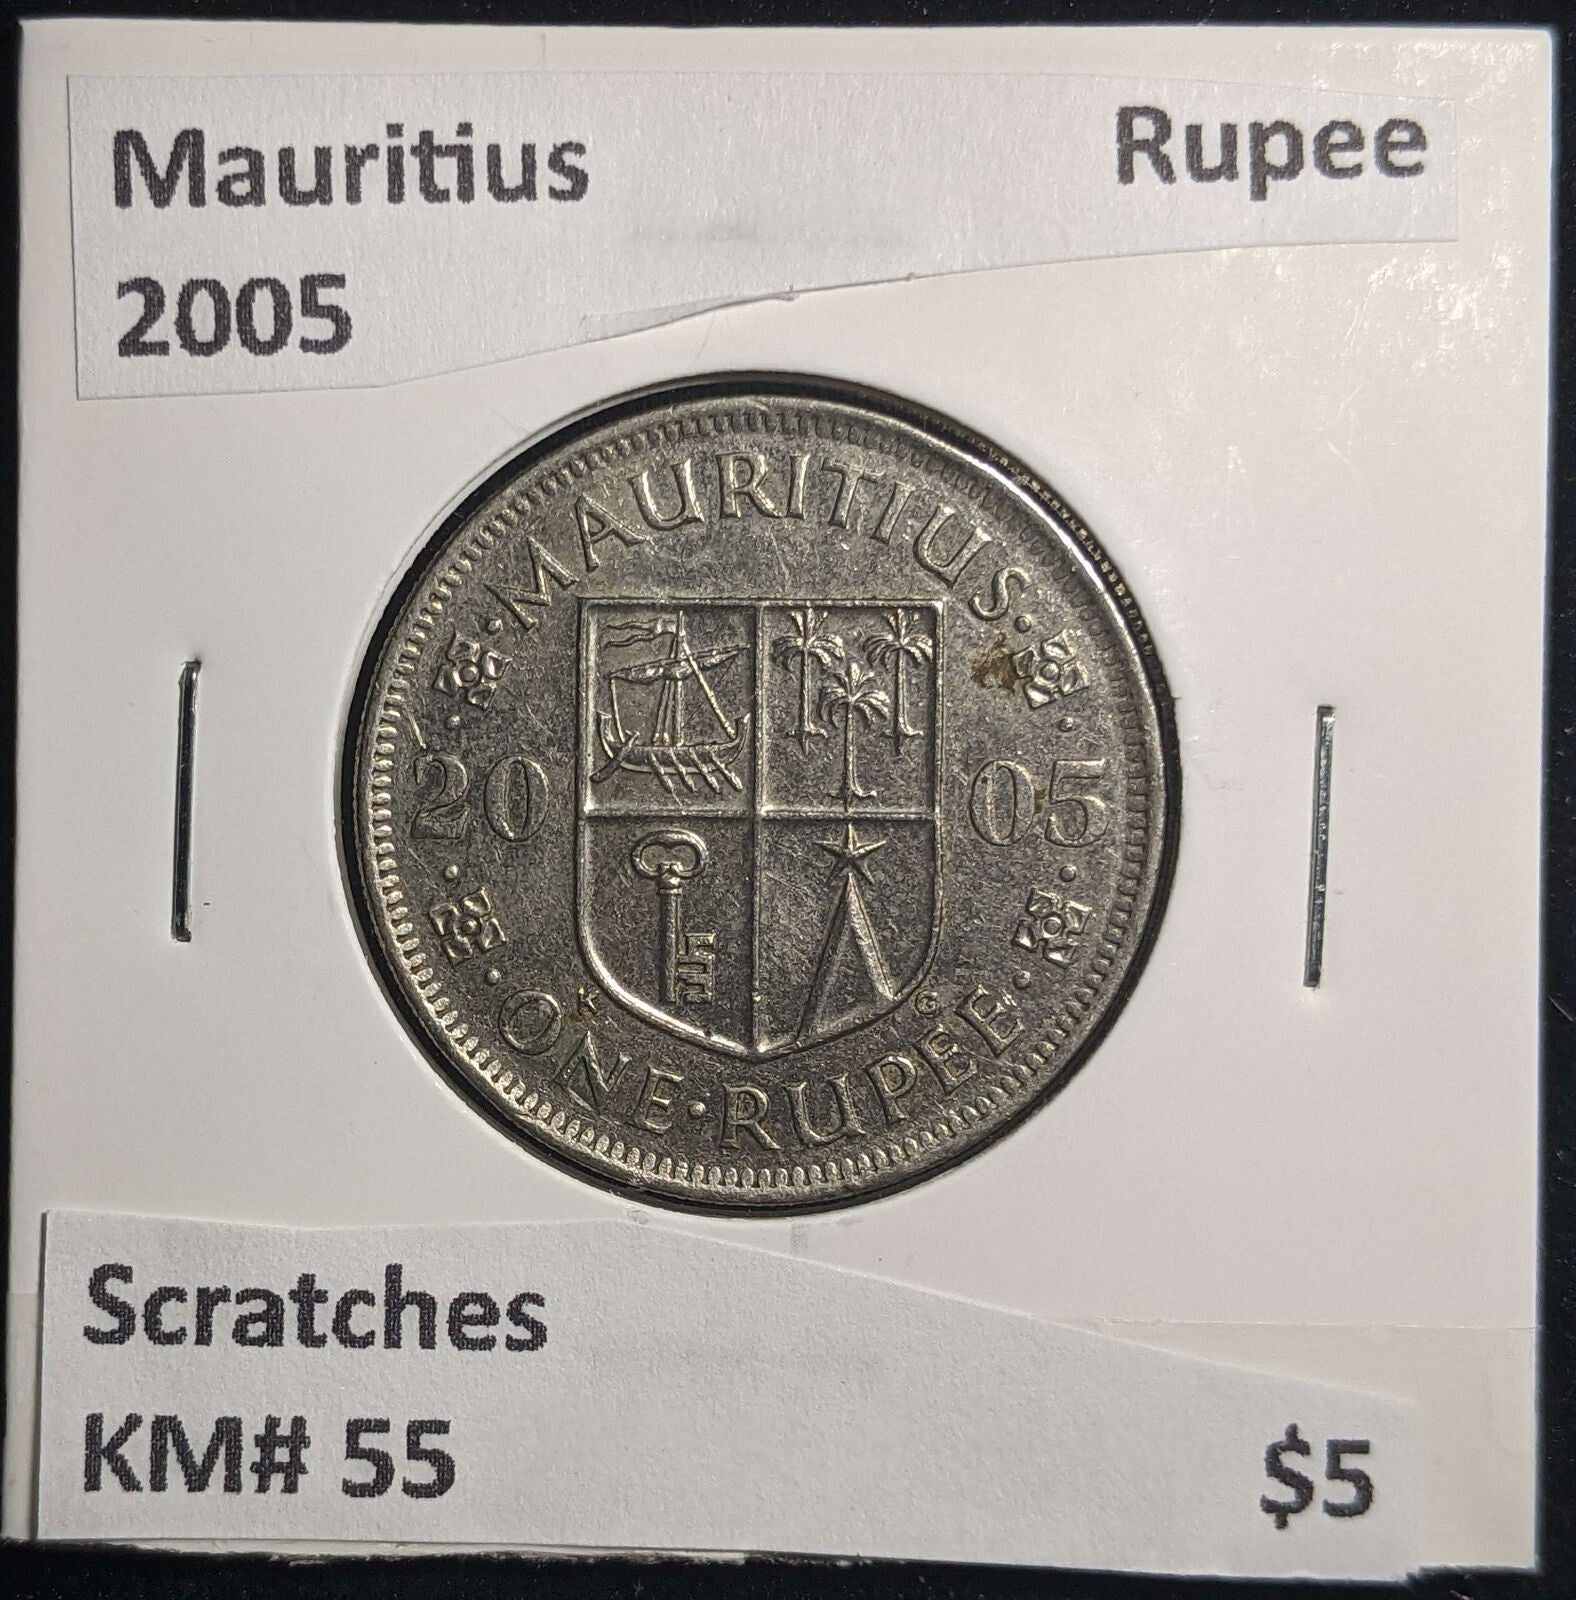 Mauritius Rupee
2005
·MAURITIUS·
20 05
K G
·ONE·RUPEE·
Scratches
KM# 55 $5